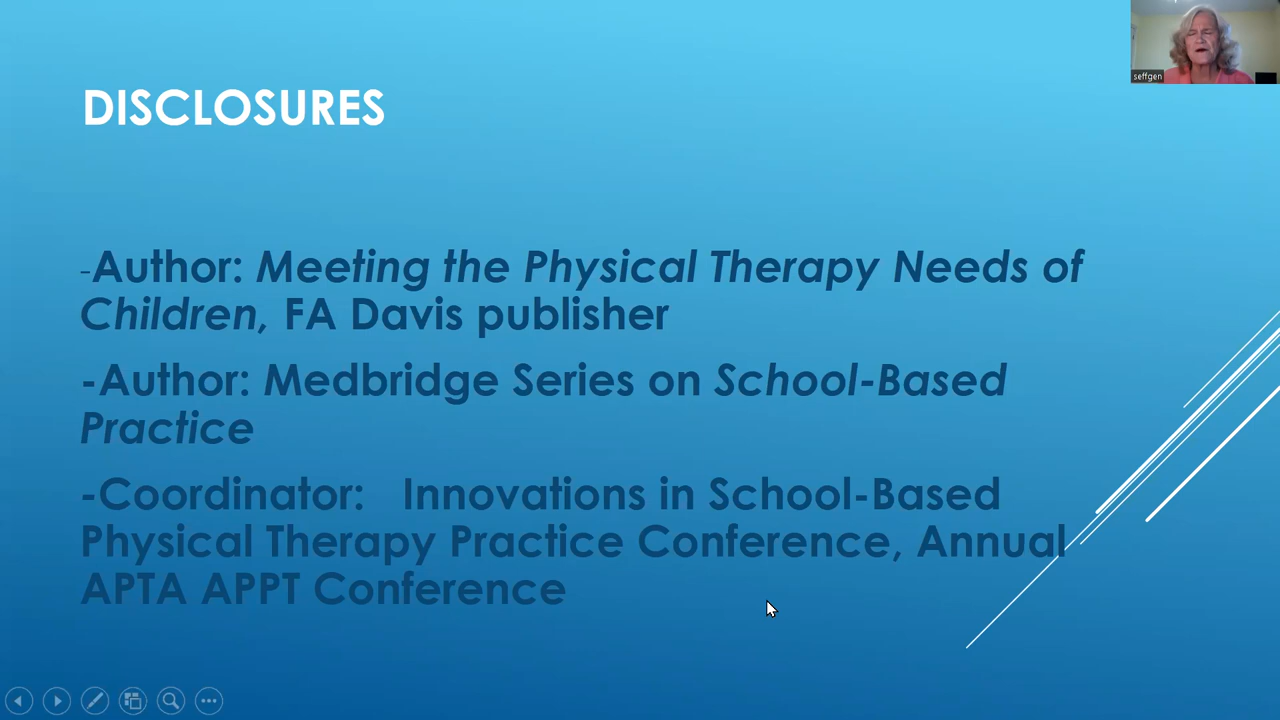 seffgen
DISCLOSURES
-Author: Meeting the Physical Therapy Needs of
Children, FA Davis publisher
-Author: Medbridge Series on School-Based
Practice
-Coordinator:   Innovations in School-Based
Physical Therapy Practice Conference, Annual
APTA APPT Conference